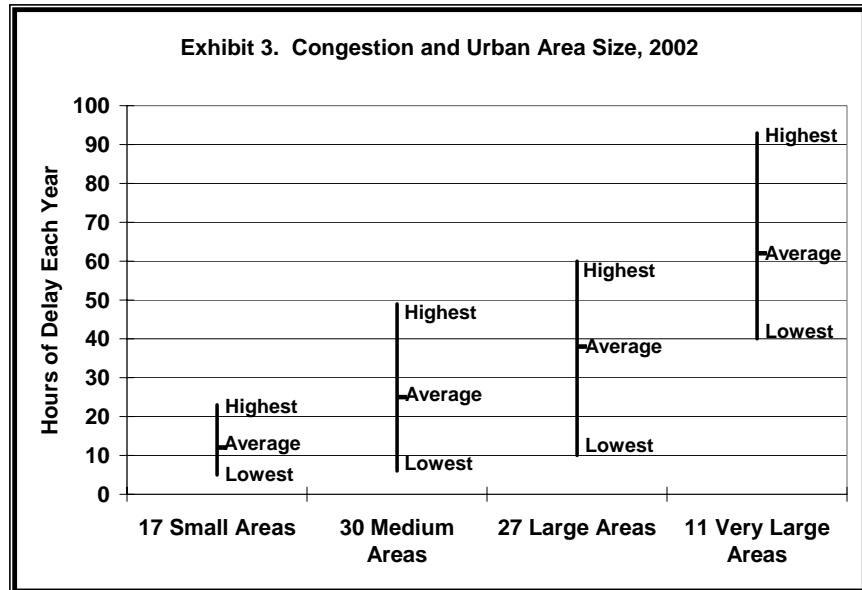 Exhibit 3.  Congestion and Urban Area Size, 2002
Hours of Delay Each Year
100
90
80
70
60
50
40
30
20
10
0
Highest
Average
Lowest
Highest
Average
Lowest
Highest
Average
Lowest
Highest
Average
Lowest
17 Small Areas
30 Medium
Areas
27 Large Areas
11 Very Large
Areas